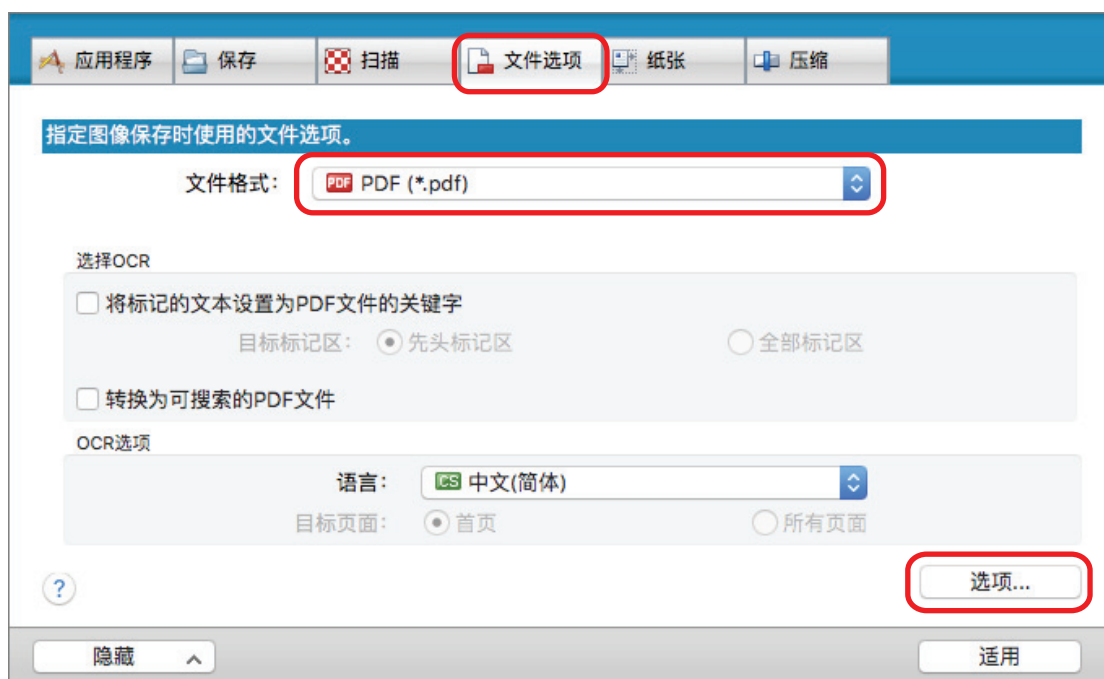 应用程序 保存 扫描 文件选项 纸张 压缩
指定图像保存时使用的文件选项。
文件格式: PDF PDF (*.pdf)
选择OCR
将标记的文本设置为PDF文件的关键字
目标标记区: 先头标记区 全部标记区
转换为可搜索的PDF文件
OCR选项
语言: CS 中文(简体)
目标页面: 首页 所有页面
? 选项...
隐藏 适用